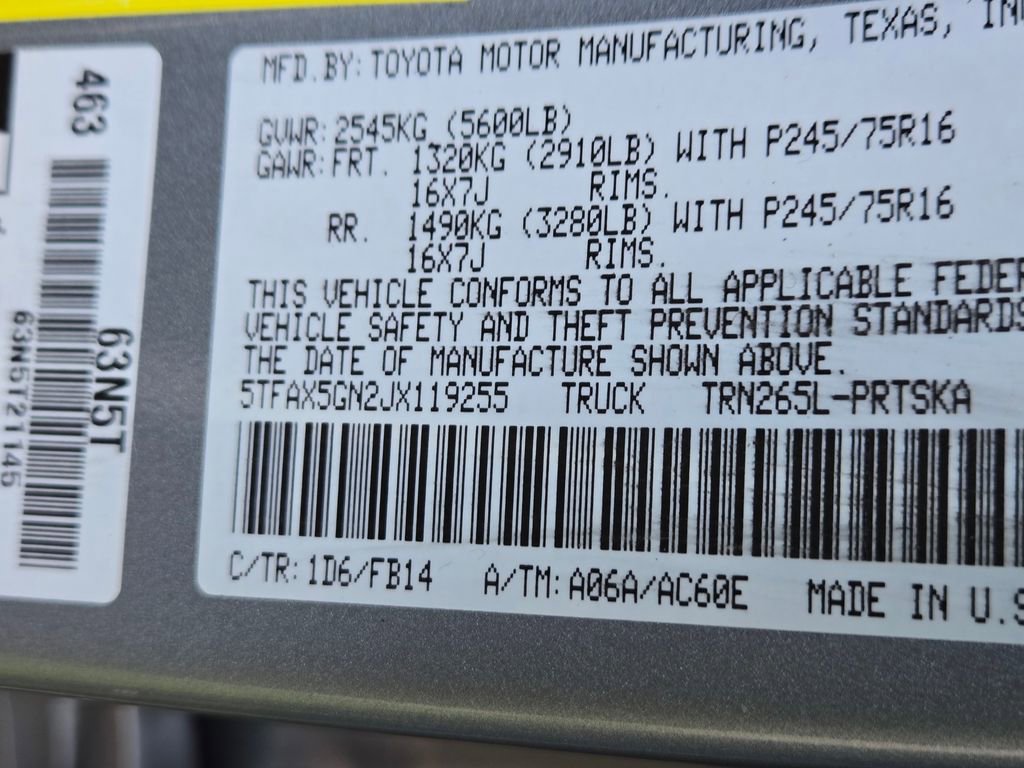 MFD.BY: TOYOTA MOTOR MANUFACTURING, TEXAS,
GVWR: 2545KG (5600LB)
GAWR: FRT. 1320KG (2910LB) WITH P245/75R16
16X7J RIMS.
RR. 1490KG (3280LB) WITH P245/75R16
16X7J RIMS.
THIS VEHICLE CONFORMS TO ALL APPLICABLE FEDER
VEHICLE SAFETY AND THEFT PREVENTION STANDARDS
THE DATE OF MANUFACTURE SHOWN ABOVE.
5TFAX5GN2JX119255 TRUCK TRN265L-PRTSKA
C/TR: 1D6/FB14 A/TM: A06A/AC60E MADE IN U.S
463
63N5T
63N5T21145